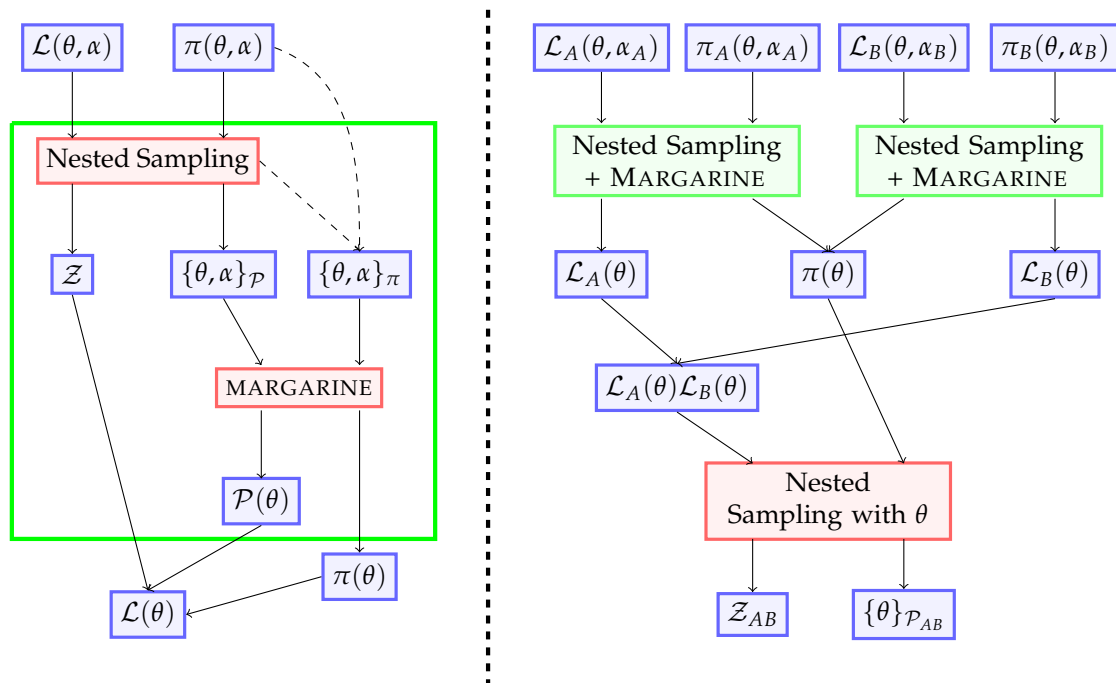 ℒ(θ, α)
π(θ, α)
Nested Sampling
𝒵
{θ, α}_𝒫
{θ, α}_π
MARGARINE
𝒫(θ)
π(θ)
ℒ(θ)
ℒ_A(θ, α_A)
π_A(θ, α_A)
ℒ_B(θ, α_B)
π_B(θ, α_B)
Nested Sampling
+ MARGARINE
Nested Sampling
+ MARGARINE
ℒ_A(θ)
π(θ)
ℒ_B(θ)
ℒ_A(θ)ℒ_B(θ)
Nested
Sampling with θ
𝒵_AB
{θ}_𝒫_AB